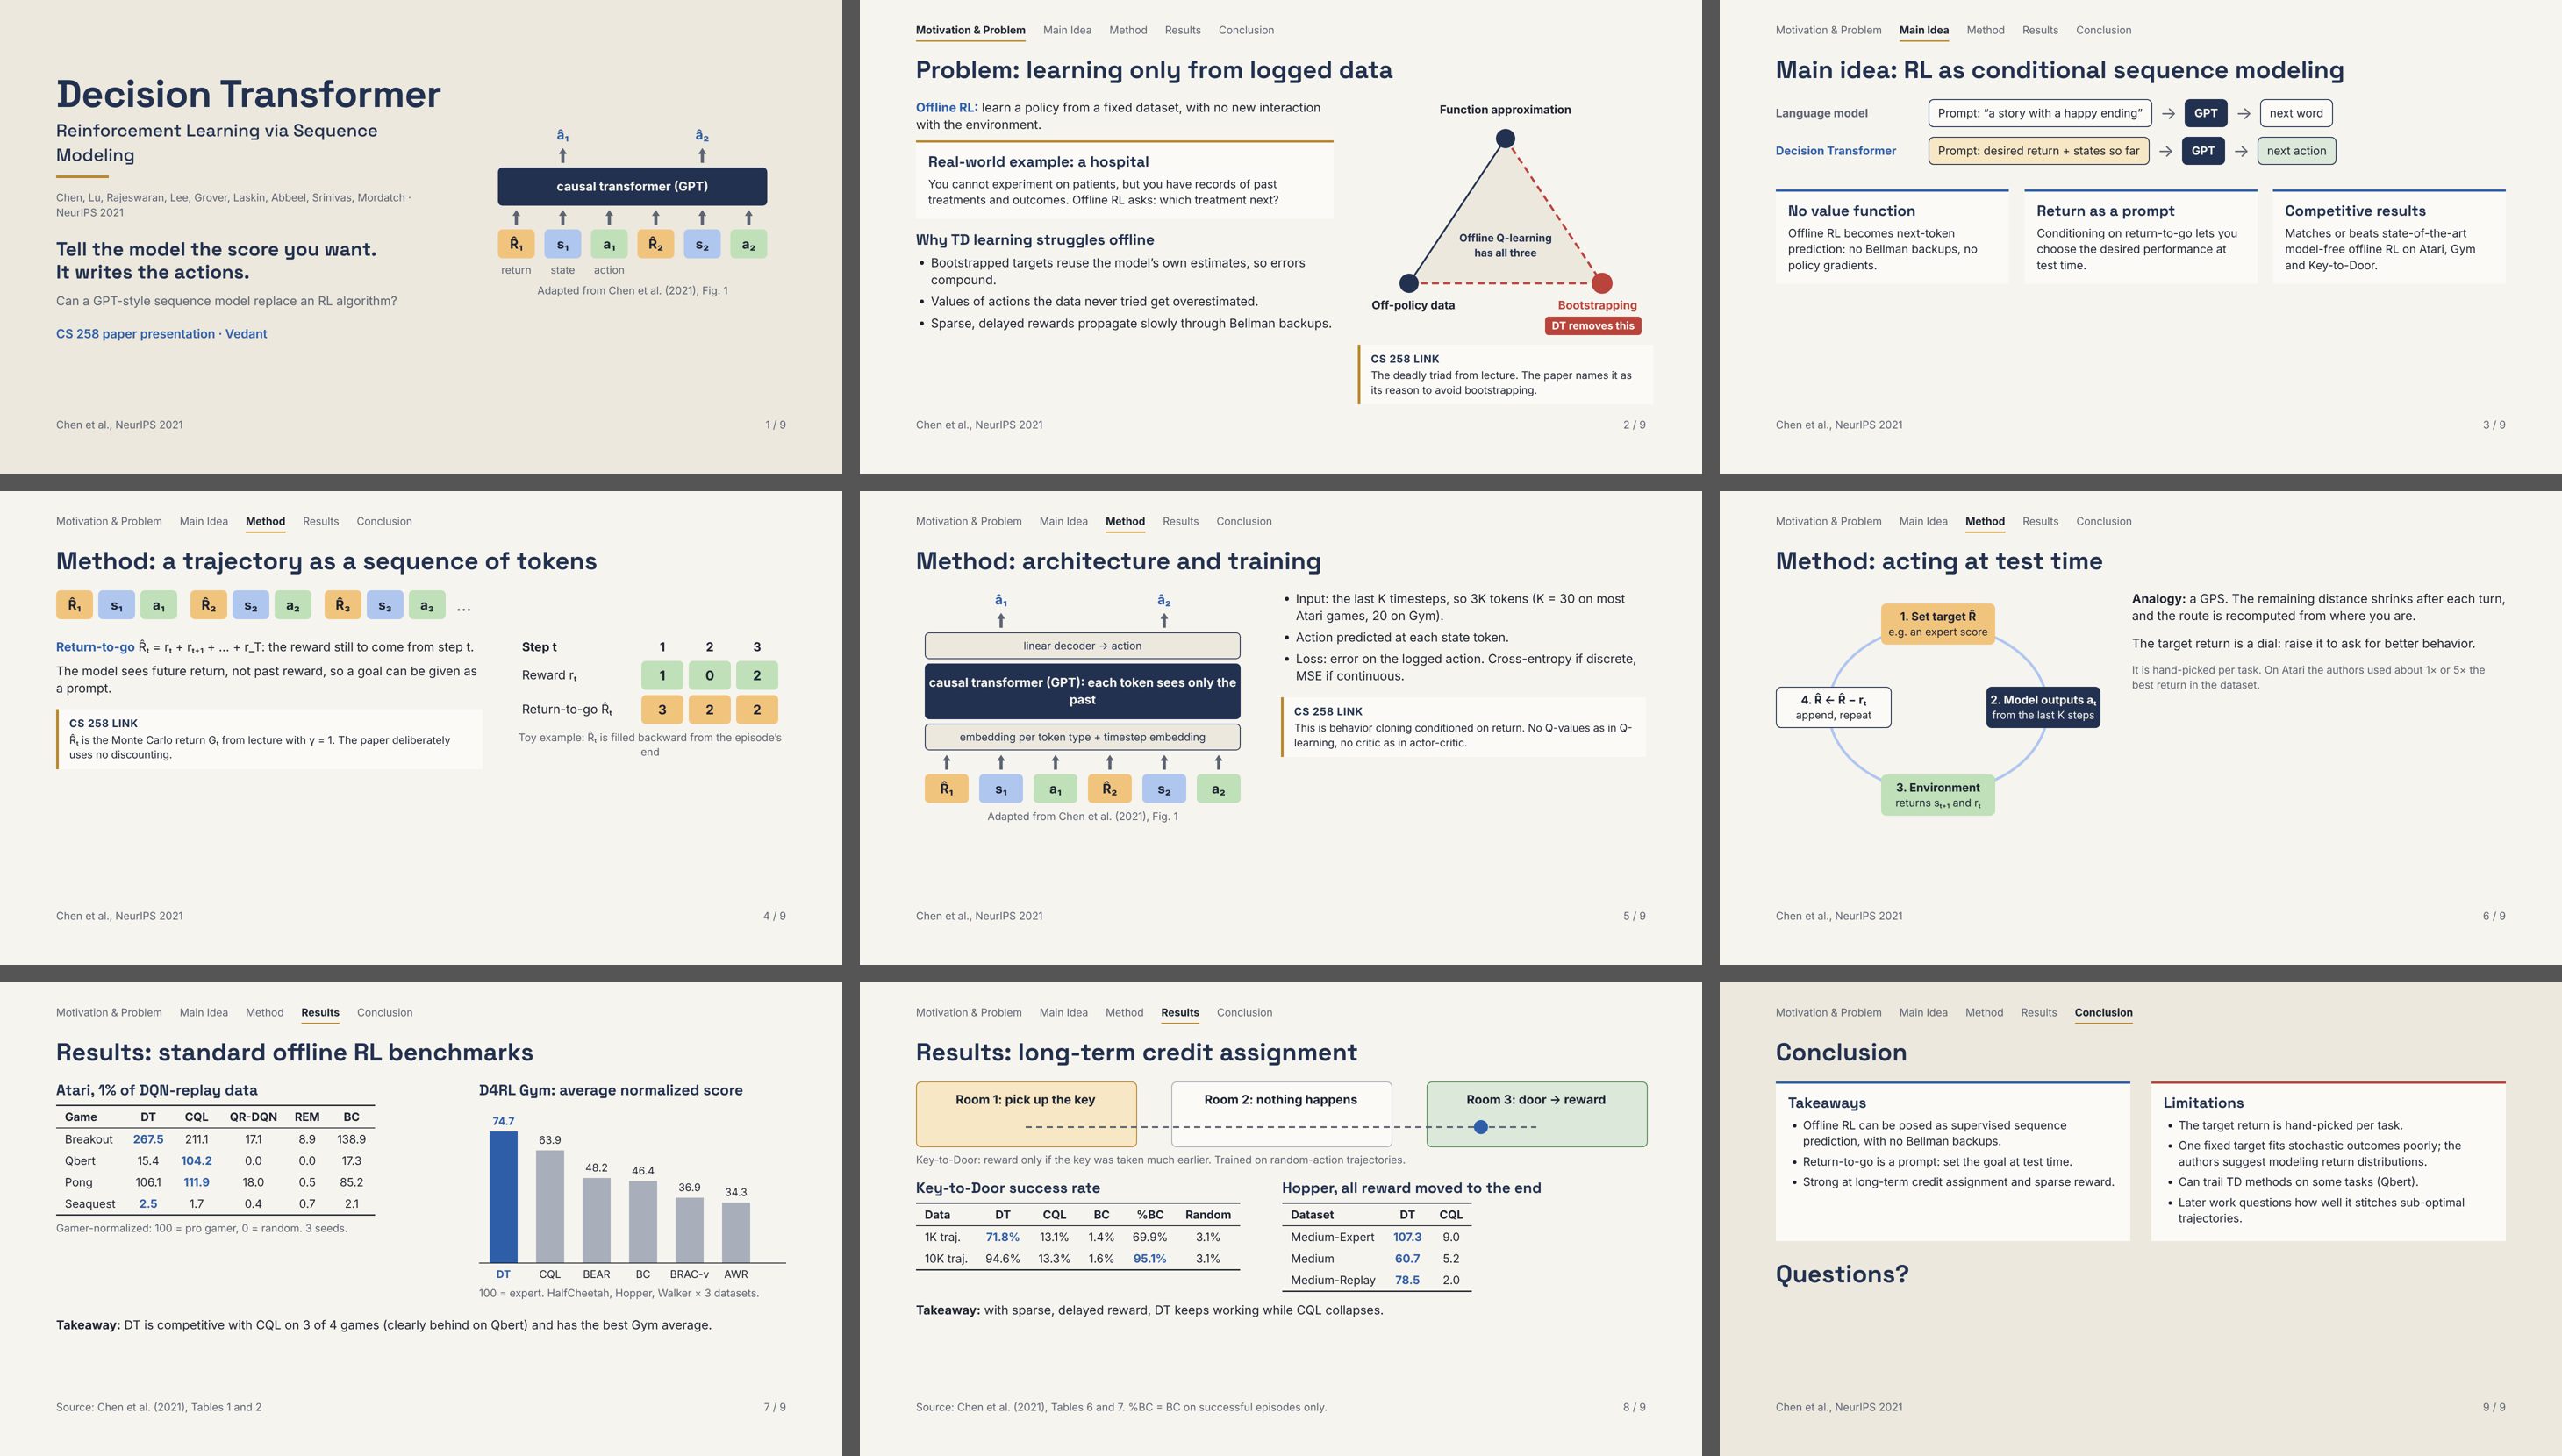 Decision Transformer
Reinforcement Learning via Sequence
Modeling
Chen, Lu, Rajeswaran, Lee, Grover, Laskin, Abbeel, Srinivas, Mordatch ·
NeurIPS 2021
Tell the model the score you want.
It writes the actions.
Can a GPT-style sequence model replace an RL algorithm?
CS 258 paper presentation · Vedant
â₁ â₂
causal transformer (GPT)
R̂₁ s₁ a₁ R̂₂ s₂ a₂
return state action
Adapted from Chen et al. (2021), Fig. 1
Chen et al., NeurIPS 2021
1 / 9
Motivation & Problem Main Idea Method Results Conclusion
Problem: learning only from logged data
Offline RL: learn a policy from a fixed dataset, with no new interaction
with the environment.
Real-world example: a hospital
You cannot experiment on patients, but you have records of past
treatments and outcomes. Offline RL asks: which treatment next?
Why TD learning struggles offline
• Bootstrapped targets reuse the model’s own estimates, so errors
compound.
• Values of actions the data never tried get overestimated.
• Sparse, delayed rewards propagate slowly through Bellman backups.
Function approximation
Offline Q-learning
has all three
Off-policy data
Bootstrapping
DT removes this
CS 258 LINK
The deadly triad from lecture. The paper names it as
its reason to avoid bootstrapping.
Chen et al., NeurIPS 2021
2 / 9
Motivation & Problem Main Idea Method Results Conclusion
Main idea: RL as conditional sequence modeling
Language model Prompt: “a story with a happy ending” → GPT → next word
Decision Transformer Prompt: desired return + states so far → GPT → next action
No value function
Offline RL becomes next-token
prediction: no Bellman backups, no
policy gradients.
Return as a prompt
Conditioning on return-to-go lets you
choose the desired performance at
test time.
Competitive results
Matches or beats state-of-the-art
model-free offline RL on Atari, Gym
and Key-to-Door.
Chen et al., NeurIPS 2021
3 / 9
Motivation & Problem Main Idea Method Results Conclusion
Method: a trajectory as a sequence of tokens
R̂₁ s₁ a₁ R̂₂ s₂ a₂ R̂₃ s₃ a₃ …
Return-to-go R̂ₜ = rₜ + rₜ₊₁ + … + r_T: the reward still to come from step t.
The model sees future return, not past reward, so a goal can be given as
a prompt.
CS 258 LINK
R̂ₜ is the Monte Carlo return Gₜ from lecture with γ = 1. The paper deliberately
uses no discounting.
Step t 1 2 3
Reward rₜ 1 0 2
Return-to-go R̂ₜ 3 2 2
Toy example: R̂ₜ is filled backward from the episode’s
end
Chen et al., NeurIPS 2021
4 / 9
Motivation & Problem Main Idea Method Results Conclusion
Method: architecture and training
â₁ â₂
linear decoder → action
causal transformer (GPT): each token sees only the
past
embedding per token type + timestep embedding
R̂₁ s₁ a₁ R̂₂ s₂ a₂
Adapted from Chen et al. (2021), Fig. 1
• Input: the last K timesteps, so 3K tokens (K = 30 on most
Atari games, 20 on Gym).
• Action predicted at each state token.
• Loss: error on the logged action. Cross-entropy if discrete,
MSE if continuous.
CS 258 LINK
This is behavior cloning conditioned on return. No Q-values as in Q-
learning, no critic as in actor-critic.
Chen et al., NeurIPS 2021
5 / 9
Motivation & Problem Main Idea Method Results Conclusion
Method: acting at test time
1. Set target R̂
e.g. an expert score
2. Model outputs aₜ
from the last K steps
3. Environment
returns sₜ₊₁ and rₜ
4. R̂ ← R̂ − rₜ
append, repeat
Analogy: a GPS. The remaining distance shrinks after each turn,
and the route is recomputed from where you are.
The target return is a dial: raise it to ask for better behavior.
It is hand-picked per task. On Atari the authors used about 1× or 5× the
best return in the dataset.
Chen et al., NeurIPS 2021
6 / 9
Motivation & Problem Main Idea Method Results Conclusion
Results: standard offline RL benchmarks
Atari, 1% of DQN-replay data
Game DT CQL QR-DQN REM BC
Breakout 267.5 211.1 17.1 8.9 138.9
Qbert 15.4 104.2 0.0 0.0 17.3
Pong 106.1 111.9 18.0 0.5 85.2
Seaquest 2.5 1.7 0.4 0.7 2.1
Gamer-normalized: 100 = pro gamer, 0 = random. 3 seeds.
D4RL Gym: average normalized score
74.7 63.9 48.2 46.4 36.9 34.3
DT CQL BEAR BC BRAC-v AWR
100 = expert. HalfCheetah, Hopper, Walker × 3 datasets.
Takeaway: DT is competitive with CQL on 3 of 4 games (clearly behind on Qbert) and has the best Gym average.
Source: Chen et al. (2021), Tables 1 and 2
7 / 9
Motivation & Problem Main Idea Method Results Conclusion
Results: long-term credit assignment
Room 1: pick up the key
Room 2: nothing happens
Room 3: door → reward
Key-to-Door: reward only if the key was taken much earlier. Trained on random-action trajectories.
Key-to-Door success rate
Data DT CQL BC %BC Random
1K traj. 71.8% 13.1% 1.4% 69.9% 3.1%
10K traj. 94.6% 13.3% 1.6% 95.1% 3.1%
Hopper, all reward moved to the end
Dataset DT CQL
Medium-Expert 107.3 9.0
Medium 60.7 5.2
Medium-Replay 78.5 2.0
Takeaway: with sparse, delayed reward, DT keeps working while CQL collapses.
Source: Chen et al. (2021), Tables 6 and 7. %BC = BC on successful episodes only.
8 / 9
Motivation & Problem Main Idea Method Results Conclusion
Conclusion
Takeaways
• Offline RL can be posed as supervised sequence
prediction, with no Bellman backups.
• Return-to-go is a prompt: set the goal at test time.
• Strong at long-term credit assignment and sparse reward.
Limitations
• The target return is hand-picked per task.
• One fixed target fits stochastic outcomes poorly; the
authors suggest modeling return distributions.
• Can trail TD methods on some tasks (Qbert).
• Later work questions how well it stitches sub-optimal
trajectories.
Questions?
Chen et al., NeurIPS 2021
9 / 9